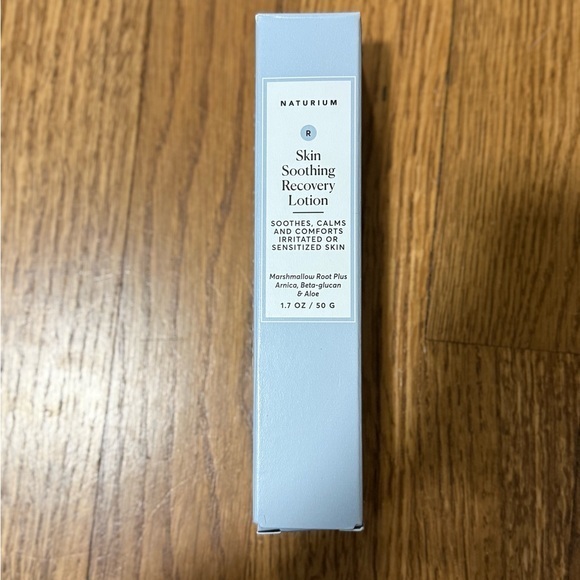 NATURIUM
R
Skin
Soothing
Recovery
Lotion
SOOTHES, CALMS
AND COMFORTS
IRRITATED OR
SENSITIZED SKIN
Marshmallow Root Plus
Arnica, Beta-glucan
& Aloe
1.7 OZ / 50 G